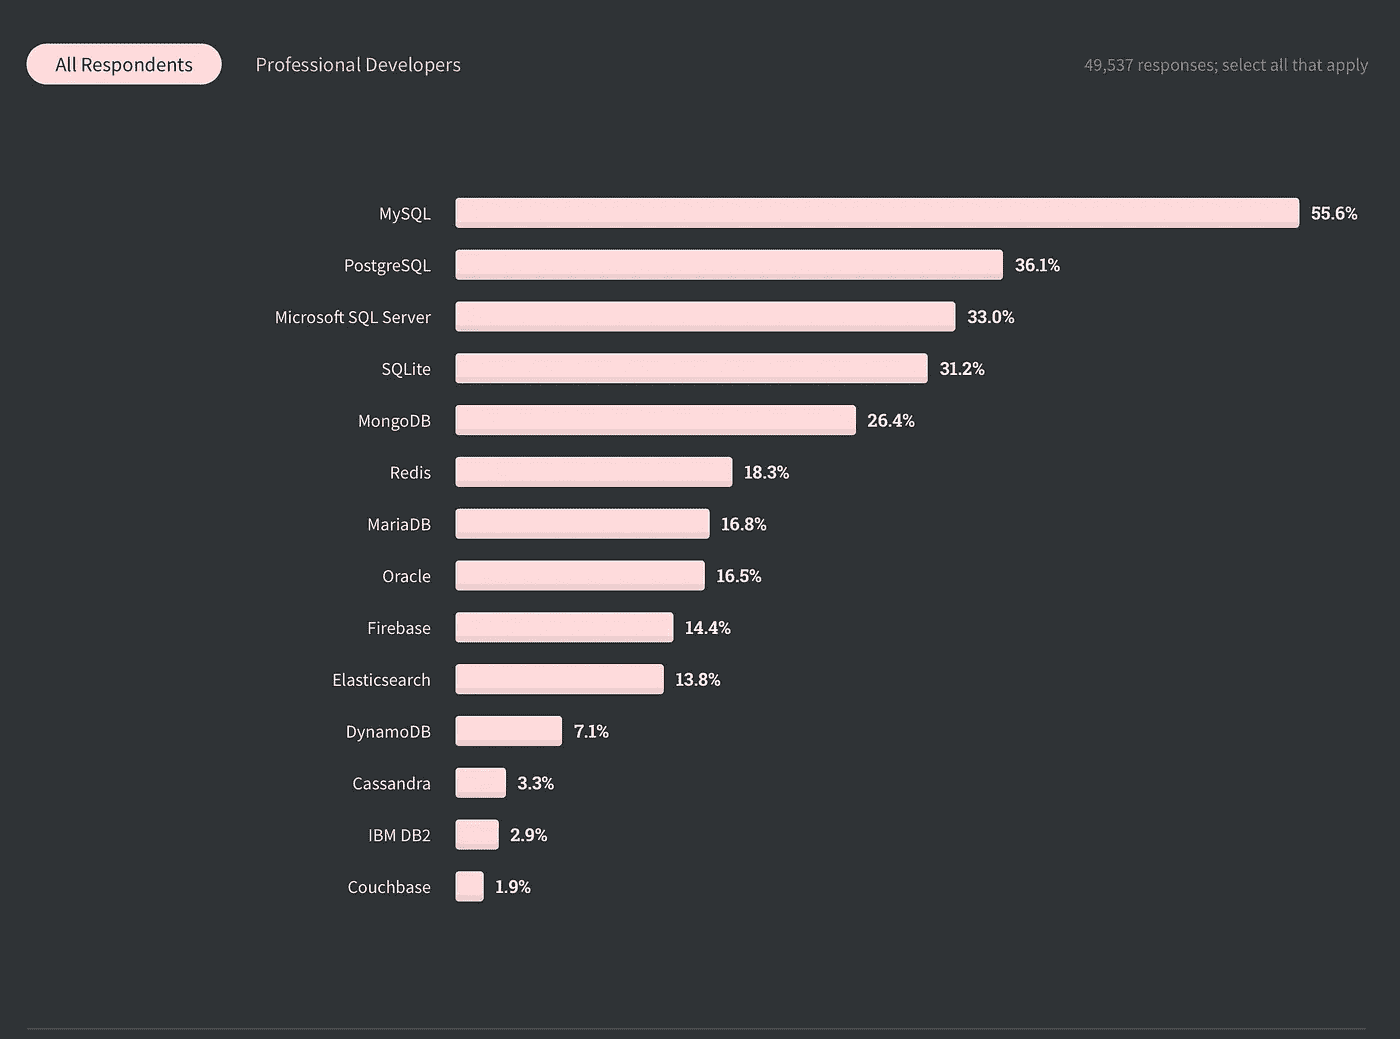 All Respondents Professional Developers 49,537 responses; select all that apply
MySQL 55.6%
PostgreSQL 36.1%
Microsoft SQL Server 33.0%
SQLite 31.2%
MongoDB 26.4%
Redis 18.3%
MariaDB 16.8%
Oracle 16.5%
Firebase 14.4%
Elasticsearch 13.8%
DynamoDB 7.1%
Cassandra 3.3%
IBM DB2 2.9%
Couchbase 1.9%